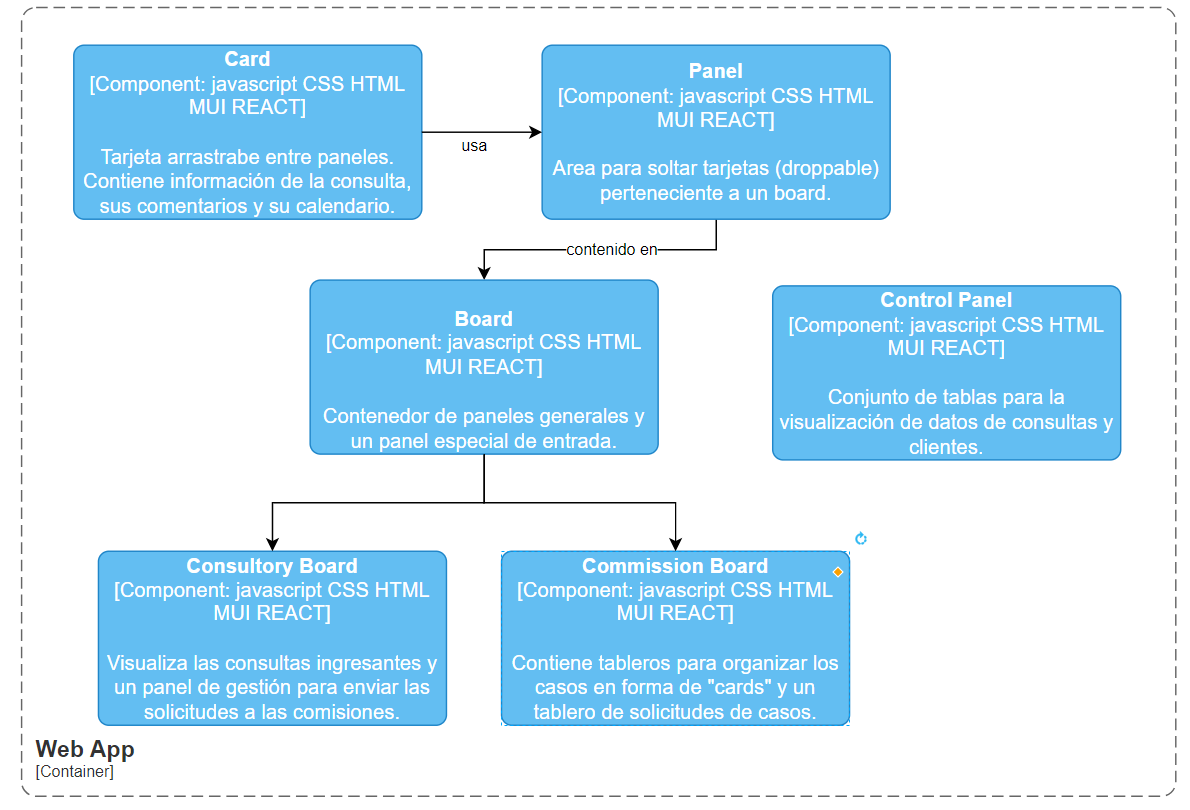 Card
[Component: javascript CSS HTML
MUI REACT]
Tarjeta arrastrabe entre paneles.
Contiene información de la consulta,
sus comentarios y su calendario.
usa
Panel
[Component: javascript CSS HTML
MUI REACT]
Area para soltar tarjetas (droppable)
perteneciente a un board.
contenido en
Board
[Component: javascript CSS HTML
MUI REACT]
Contenedor de paneles generales y
un panel especial de entrada.
Control Panel
[Component: javascript CSS HTML
MUI REACT]
Conjunto de tablas para la
visualización de datos de consultas y
clientes.
Consultory Board
[Component: javascript CSS HTML
MUI REACT]
Visualiza las consultas ingresantes y
un panel de gestión para enviar las
solicitudes a las comisiones.
Commission Board
[Component: javascript CSS HTML
MUI REACT]
Contiene tableros para organizar los
casos en forma de "cards" y un
tablero de solicitudes de casos.
Web App
[Container]